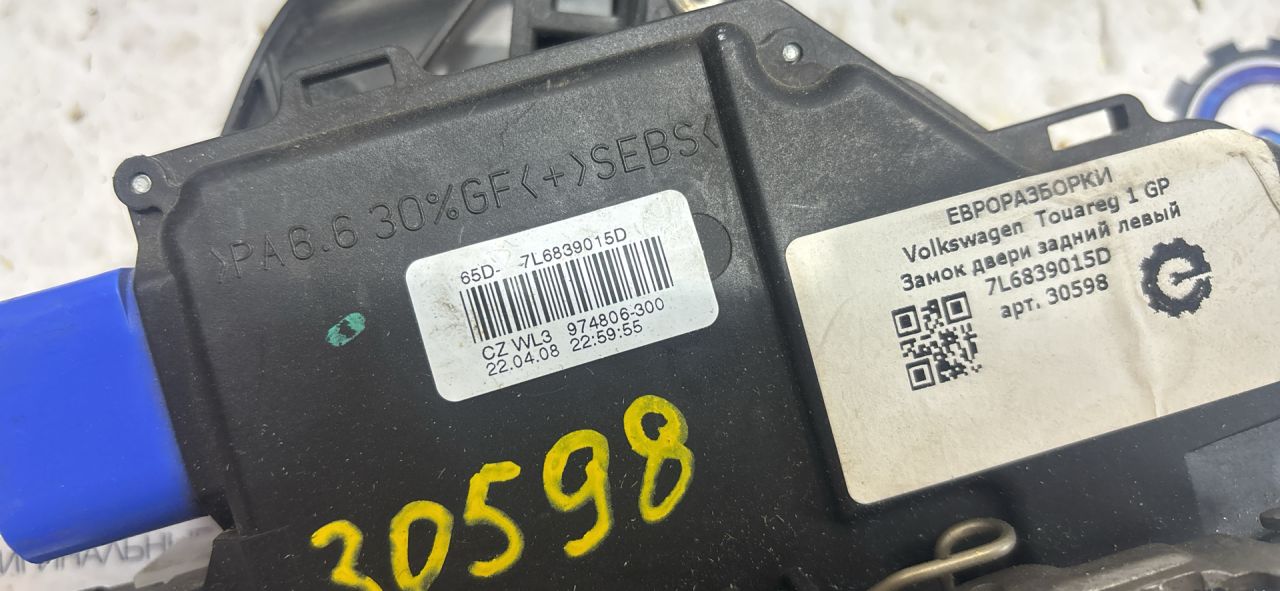 >PA6.6 30%GF<+>SEBS<
65D- 7L6839015D
CZ WL3 974806-300
22.04.08 22:59:55
ЕВРОРАЗБОРКИ
Volkswagen Touareg 1 GP
Замок двери задний левый
7L6839015D
арт. 30598
30598